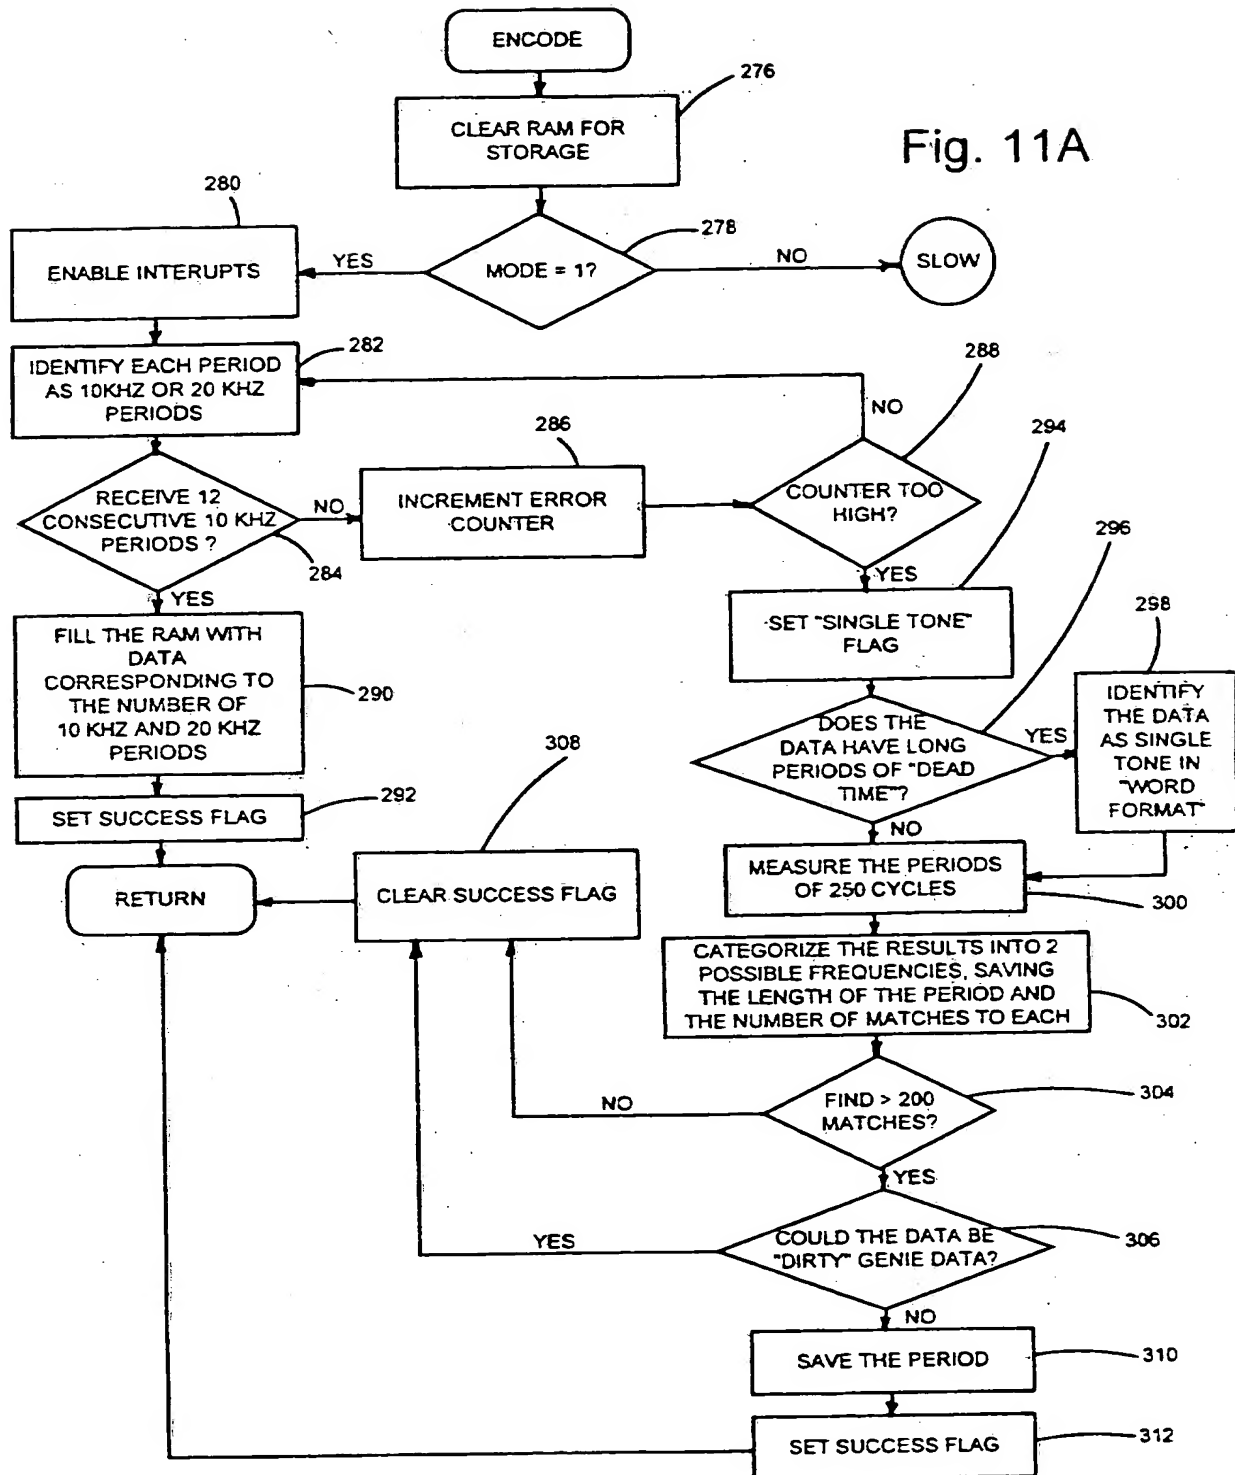 ENCODE
276
CLEAR RAM FOR
STORAGE
Fig. 11A
280
278
ENABLE INTERUPTS
YES
MODE = 1?
NO
SLOW
282
IDENTIFY EACH PERIOD
AS 10KHZ OR 20 KHZ
PERIODS
288
NO
286
294
RECEIVE 12
CONSECUTIVE 10 KHZ
PERIODS ?
NO
INCREMENT ERROR
COUNTER
COUNTER TOO
HIGH?
284
YES
YES
296
FILL THE RAM WITH
DATA
CORRESPONDING TO
THE NUMBER OF
10 KHZ AND 20 KHZ
PERIODS
290
SET "SINGLE TONE"
FLAG
298
DOES THE
DATA HAVE LONG
PERIODS OF "DEAD
TIME"?
YES
IDENTIFY
THE DATA
AS SINGLE
TONE IN
"WORD
FORMAT"
308
292
SET SUCCESS FLAG
NO
RETURN
CLEAR SUCCESS FLAG
MEASURE THE PERIODS
OF 250 CYCLES
300
CATEGORIZE THE RESULTS INTO 2
POSSIBLE FREQUENCIES, SAVING
THE LENGTH OF THE PERIOD AND
THE NUMBER OF MATCHES TO EACH
302
NO
FIND > 200
MATCHES?
304
YES
YES
COULD THE DATA BE
"DIRTY" GENIE DATA?
306
NO
SAVE THE PERIOD
310
SET SUCCESS FLAG
312